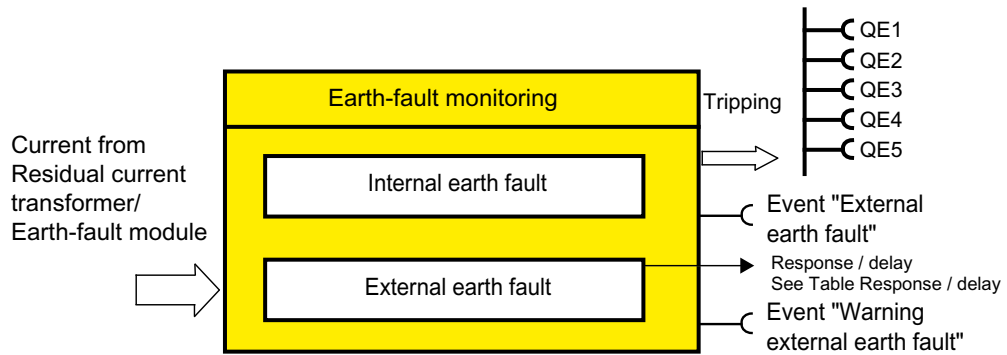 Earth-fault monitoring
Current from
Residual current
transformer/
Earth-fault module
Internal earth fault
External earth fault
Tripping
QE1
QE2
QE3
QE4
QE5
Event "External
earth fault"
Response / delay
See Table Response / delay
Event "Warning
external earth fault"